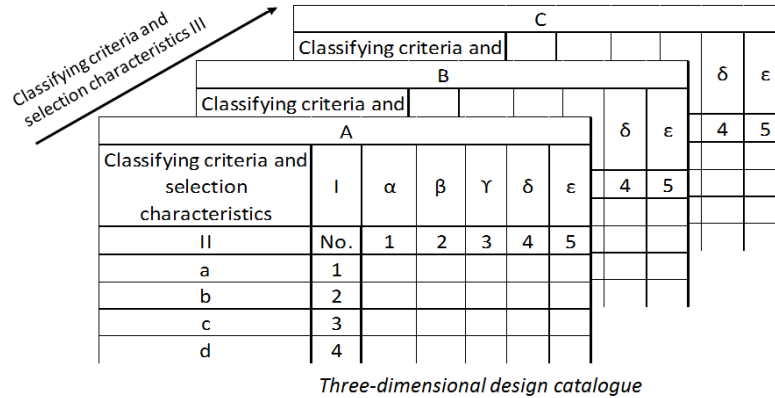 Classifying criteria and
selection characteristics III
C
Classifying criteria and
δ ε
4 5
B
Classifying criteria and
δ ε
4 5
A
Classifying criteria and
selection
characteristics
I α β ϒ δ ε
II No. 1 2 3 4 5
a 1
b 2
c 3
d 4
Three-dimensional design catalogue